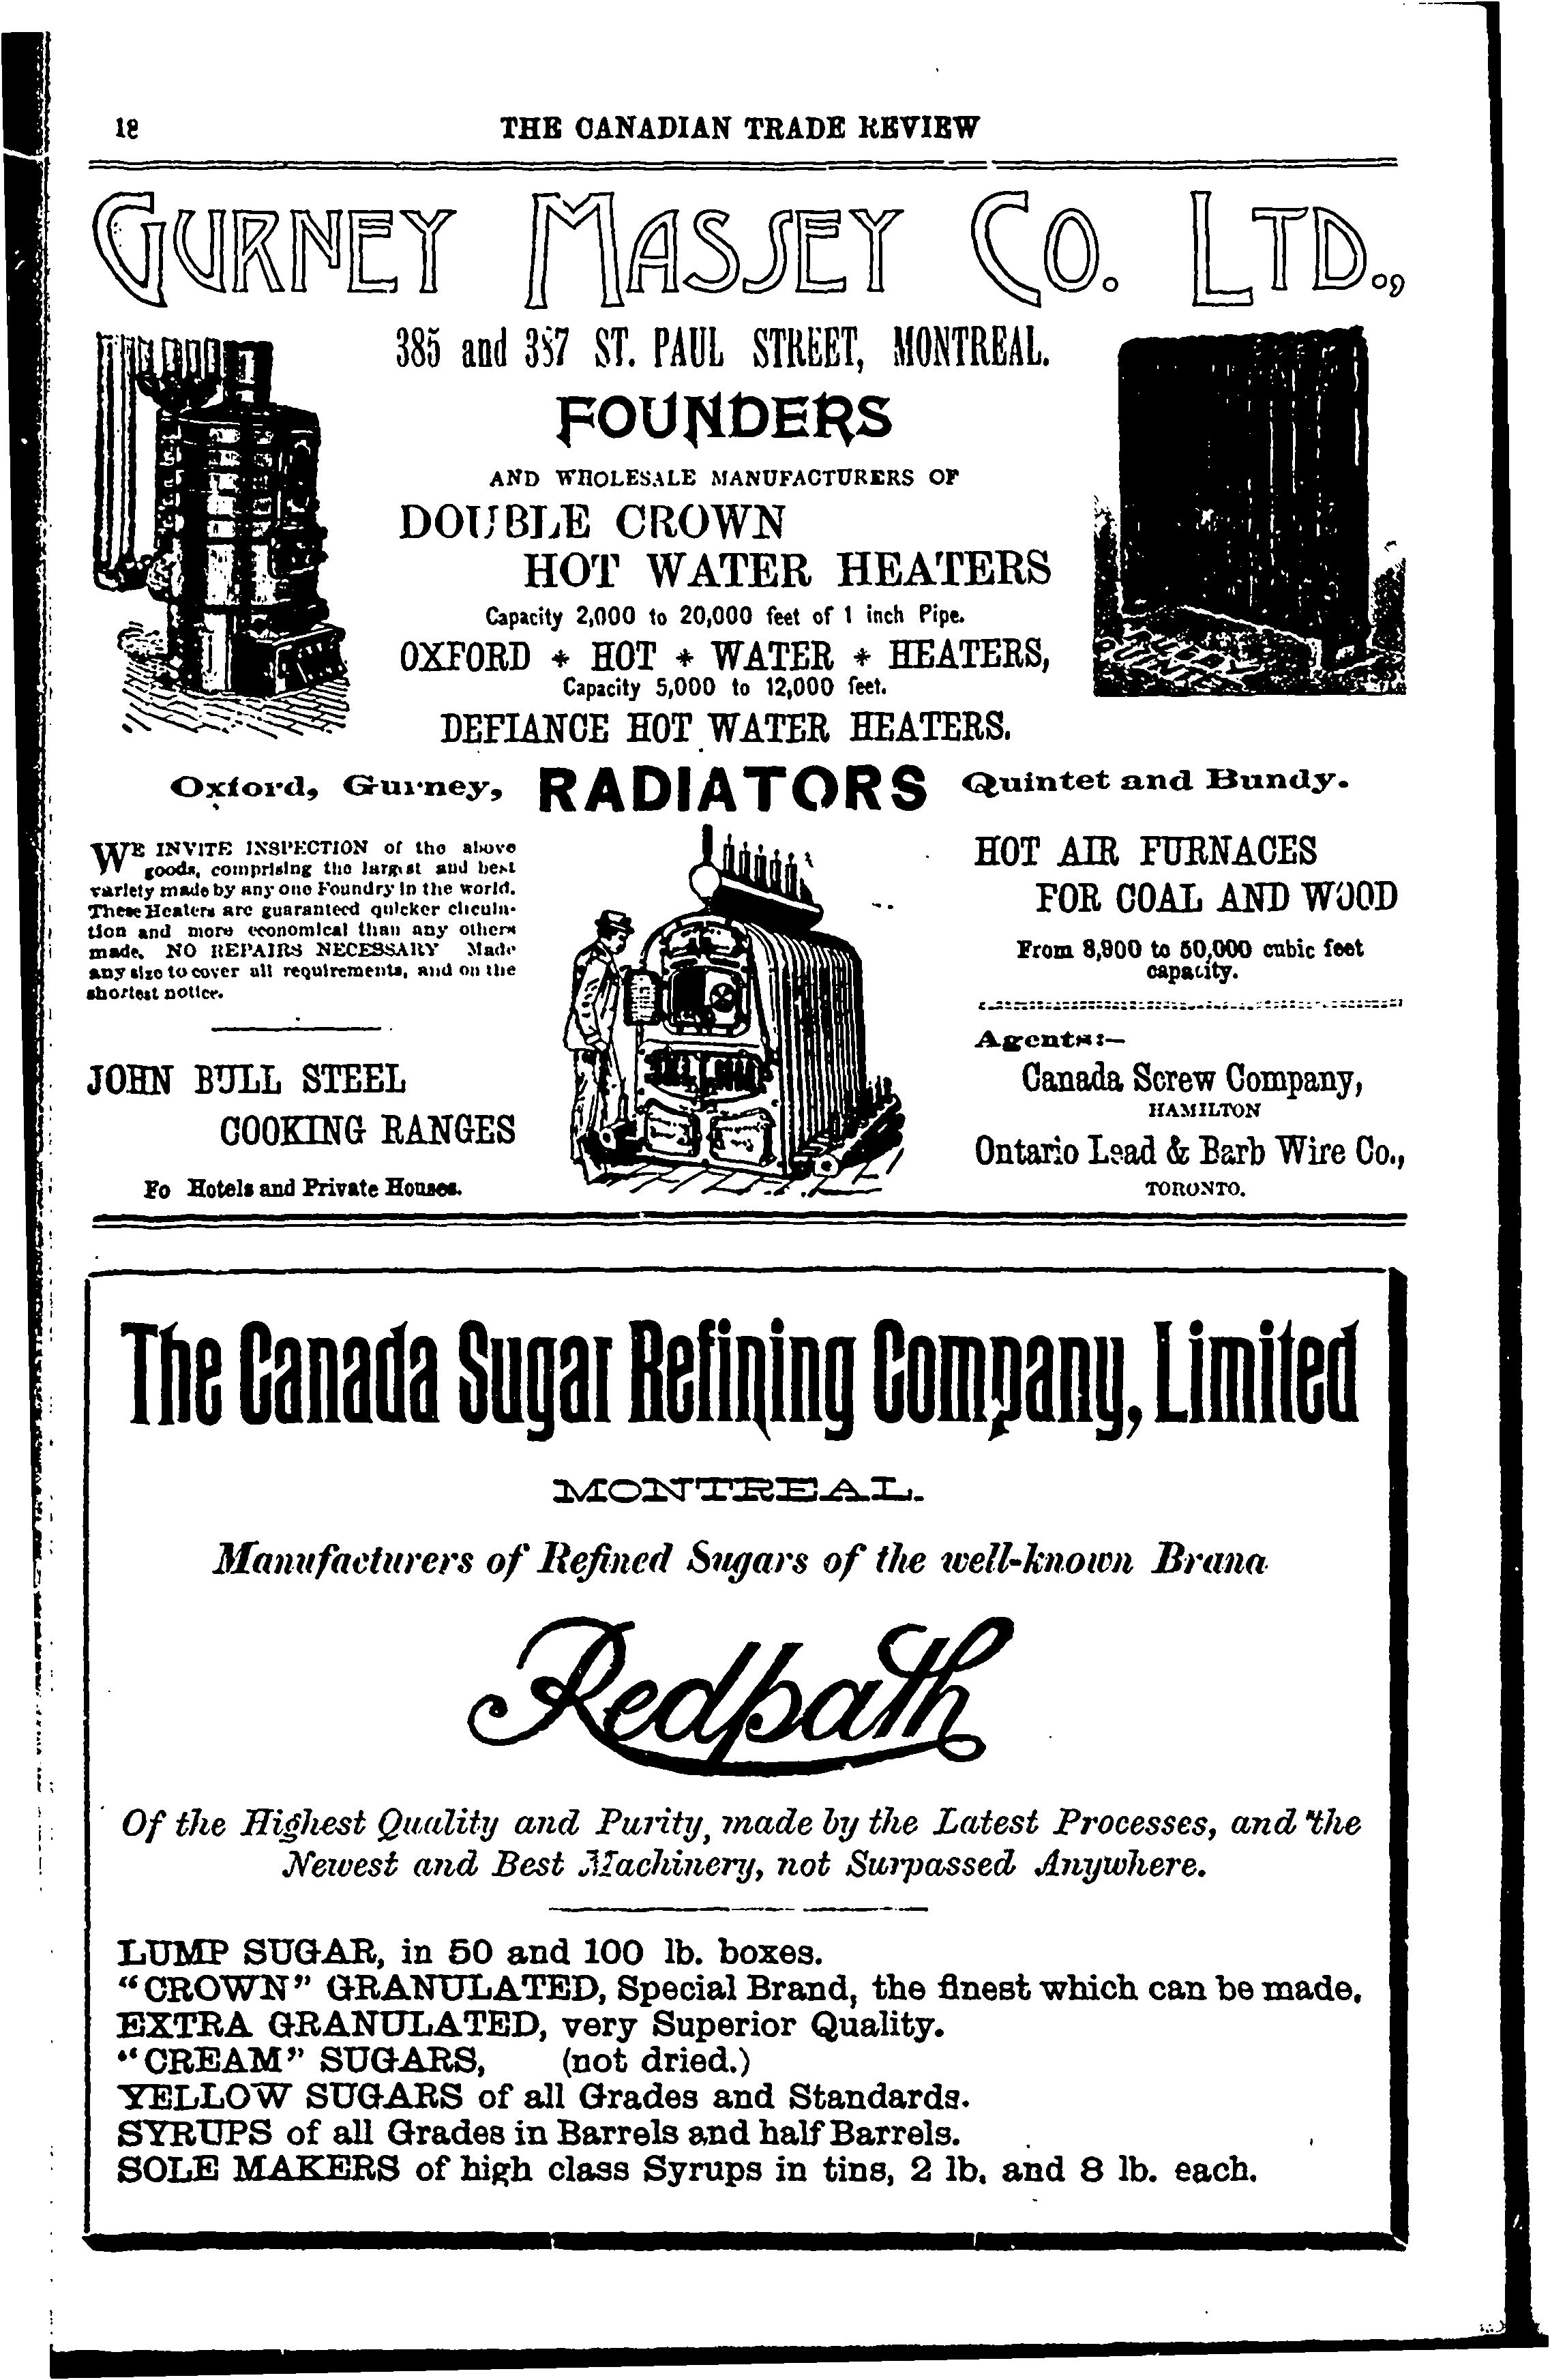 18
THE CANADIAN TRADE REVIEW
GURNEY MASSEY CO. LTD.,
385 and 387 ST. PAUL STREET, MONTREAL.
FOUNDERS
AND WHOLESALE MANUFACTURERS OF
DOUBLE CROWN
HOT WATER HEATERS
Capacity 2,000 to 20,000 feet of 1 inch Pipe.
OXFORD * HOT * WATER * HEATERS,
Capacity 5,000 to 12,000 feet.
DEFIANCE HOT WATER HEATERS.
Oxford, Gurney, RADIATORS Quintet and Bundy.
WE INVITE INSPECTION of the above
goods, comprising the largest and best
variety made by any one Foundry in the world.
These Heaters are guaranteed quicker circula-
tion and more economical than any others
made. NO REPAIRS NECESSARY Made
any size to cover all requirements, and on the
shortest notice.
JOHN BULL STEEL
COOKING RANGES
Fo Hotels and Private Houses.
HOT AIR FURNACES
FOR COAL AND WOOD
From 8,900 to 50,000 cubic feet
capacity.
Agents:—
Canada Screw Company,
HAMILTON
Ontario Lead & Barb Wire Co.,
TORONTO.
The Canada Sugar Refining Company, Limited
MONTREAL.
Manufacturers of Refined Sugars of the well-known Brand
Redpath
Of the Highest Quality and Purity, made by the Latest Processes, and the
Newest and Best Machinery, not Surpassed Anywhere.
LUMP SUGAR, in 50 and 100 lb. boxes.
"CROWN" GRANULATED, Special Brand, the finest which can be made.
EXTRA GRANULATED, very Superior Quality.
"CREAM" SUGARS, (not dried.)
YELLOW SUGARS of all Grades and Standards.
SYRUPS of all Grades in Barrels and half Barrels.
SOLE MAKERS of high class Syrups in tins, 2 lb. and 8 lb. each.